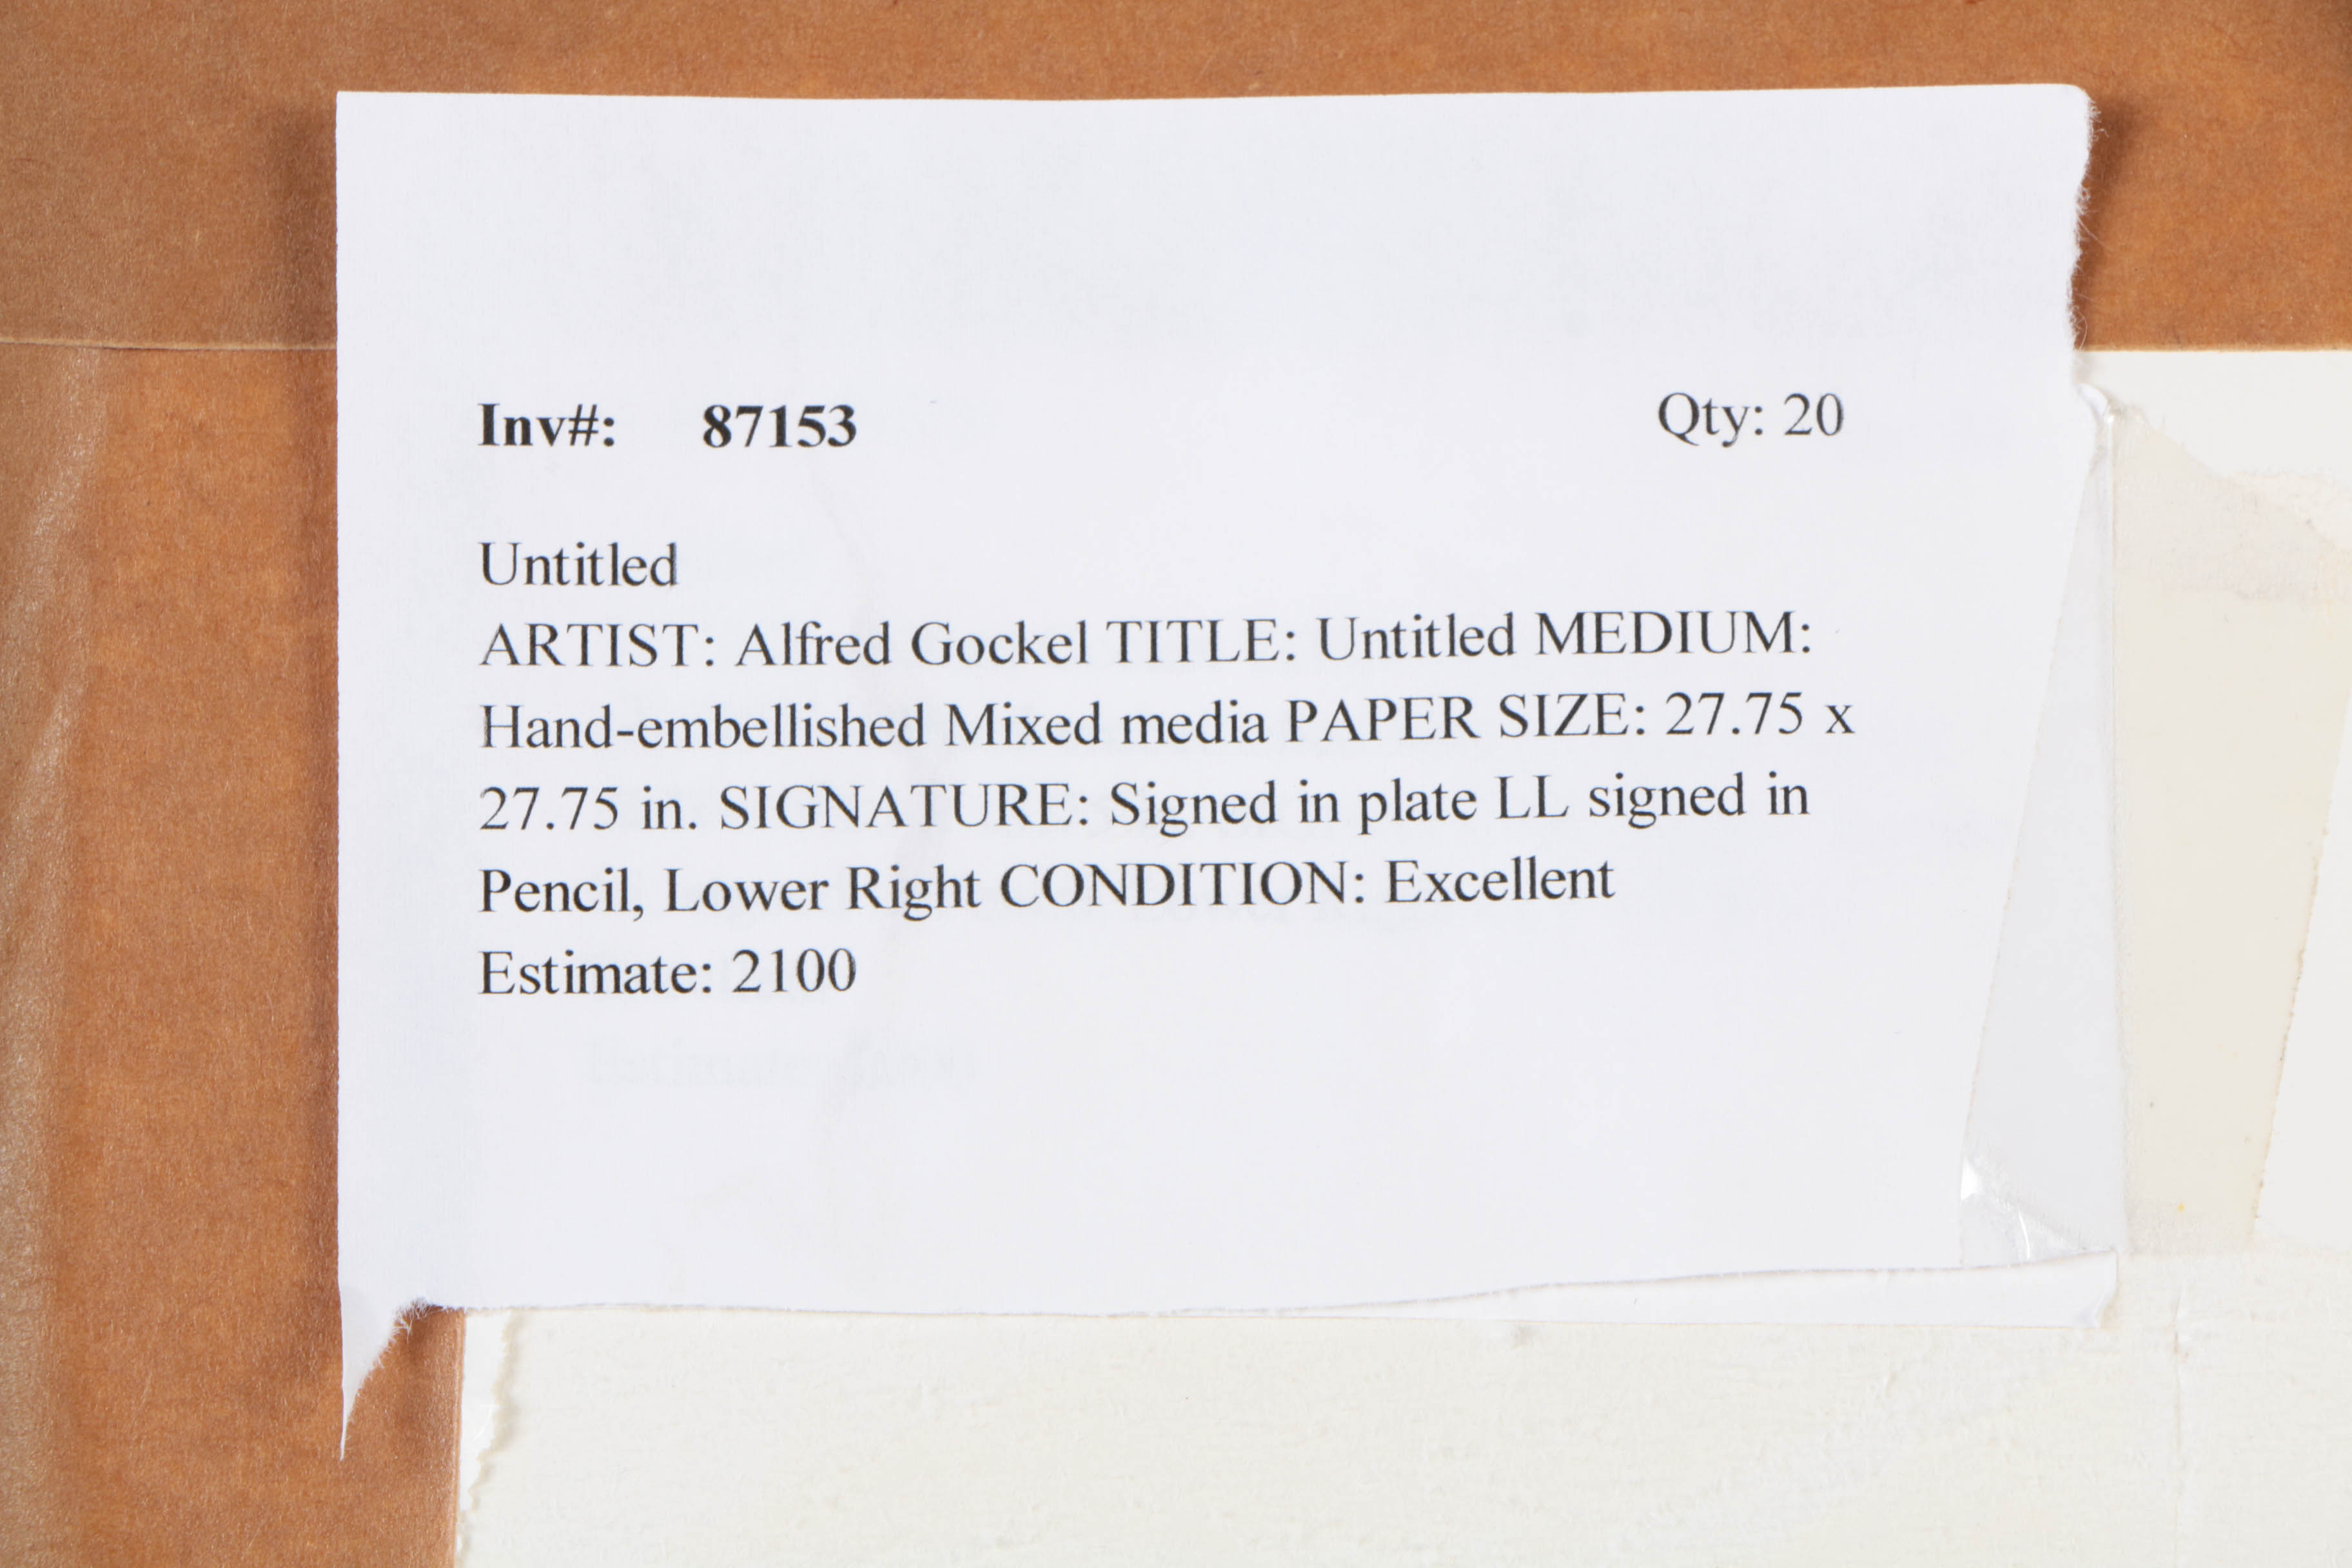 Inv#: 87153 Qty: 20
Untitled
ARTIST: Alfred Gockel TITLE: Untitled MEDIUM:
Hand-embellished Mixed media PAPER SIZE: 27.75 x
27.75 in. SIGNATURE: Signed in plate LL signed in
Pencil, Lower Right CONDITION: Excellent
Estimate: 2100